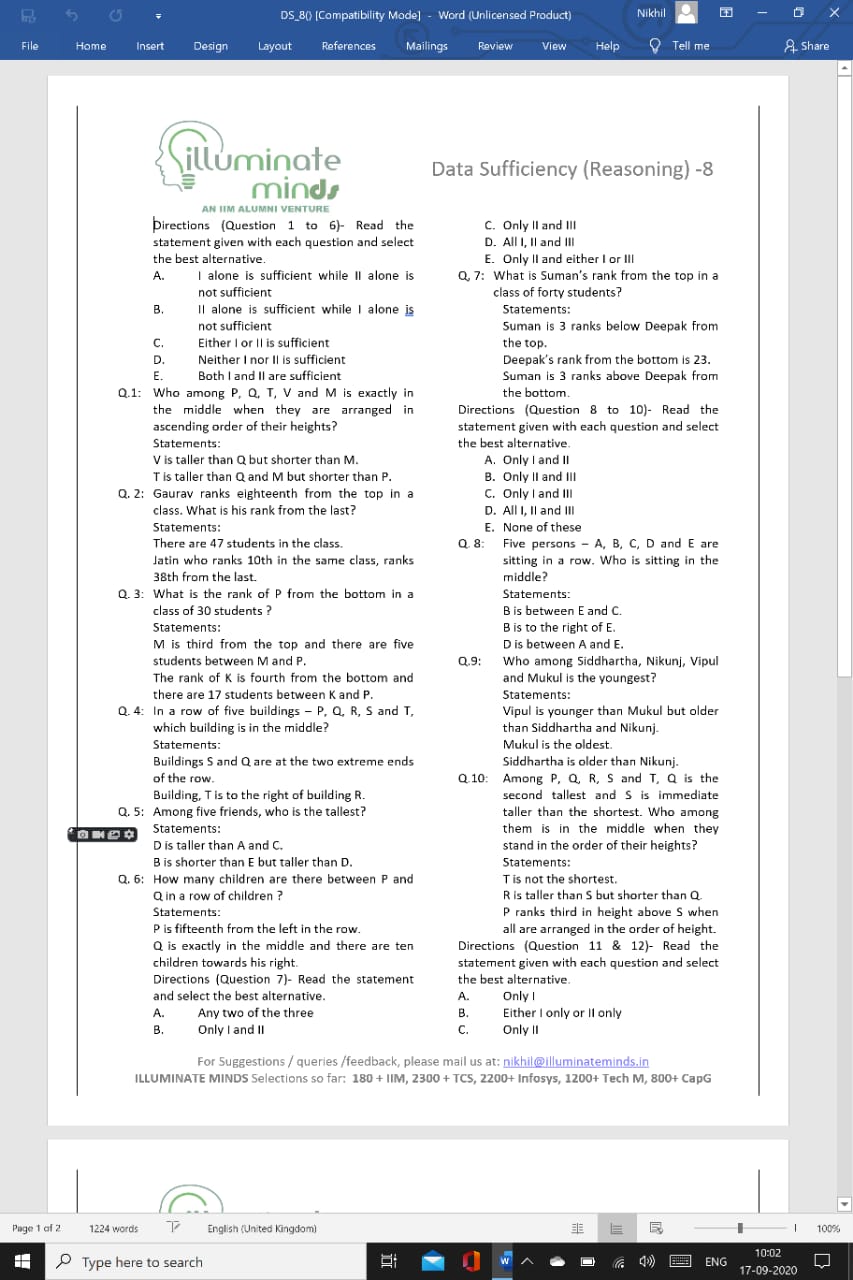 DS_8() [Compatibility Mode] - Word (Unlicensed Product)
Nikhil
File Home Insert Design Layout References Mailings Review View Help Tell me Share
illuminate
minds
AN IIM ALUMNI VENTURE
Data Sufficiency (Reasoning) -8
Directions (Question 1 to 6)- Read the
statement given with each question and select
the best alternative.
A. I alone is sufficient while II alone is
not sufficient
B. II alone is sufficient while I alone is
not sufficient
C. Either I or II is sufficient
D. Neither I nor II is sufficient
E. Both I and II are sufficient
Q.1: Who among P, Q, T, V and M is exactly in
the middle when they are arranged in
ascending order of their heights?
Statements:
V is taller than Q but shorter than M.
T is taller than Q and M but shorter than P.
Q. 2: Gaurav ranks eighteenth from the top in a
class. What is his rank from the last?
Statements:
There are 47 students in the class.
Jatin who ranks 10th in the same class, ranks
38th from the last.
Q. 3: What is the rank of P from the bottom in a
class of 30 students ?
Statements:
M is third from the top and there are five
students between M and P.
The rank of K is fourth from the bottom and
there are 17 students between K and P.
Q. 4: In a row of five buildings – P, Q, R, S and T,
which building is in the middle?
Statements:
Buildings S and Q are at the two extreme ends
of the row.
Building, T is to the right of building R.
Q. 5: Among five friends, who is the tallest?
Statements:
D is taller than A and C.
B is shorter than E but taller than D.
Q. 6: How many children are there between P and
Q in a row of children ?
Statements:
P is fifteenth from the left in the row.
Q is exactly in the middle and there are ten
children towards his right.
Directions (Question 7)- Read the statement
and select the best alternative.
A. Any two of the three
B. Only I and II
C. Only II and III
D. All I, II and III
E. Only II and either I or III
Q, 7: What is Suman's rank from the top in a
class of forty students?
Statements:
Suman is 3 ranks below Deepak from
the top.
Deepak's rank from the bottom is 23.
Suman is 3 ranks above Deepak from
the bottom.
Directions (Question 8 to 10)- Read the
statement given with each question and select
the best alternative.
A. Only I and II
B. Only II and III
C. Only I and III
D. All I, II and III
E. None of these
Q. 8: Five persons – A, B, C, D and E are
sitting in a row. Who is sitting in the
middle?
Statements:
B is between E and C.
B is to the right of E.
D is between A and E.
Q.9: Who among Siddhartha, Nikunj, Vipul
and Mukul is the youngest?
Statements:
Vipul is younger than Mukul but older
than Siddhartha and Nikunj.
Mukul is the oldest.
Siddhartha is older than Nikunj.
Q.10: Among P, Q, R, S and T, Q is the
second tallest and S is immediate
taller than the shortest. Who among
them is in the middle when they
stand in the order of their heights?
Statements:
T is not the shortest.
R is taller than S but shorter than Q.
P ranks third in height above S when
all are arranged in the order of height.
Directions (Question 11 & 12)- Read the
statement given with each question and select
the best alternative.
A. Only I
B. Either I only or II only
C. Only II
For Suggestions / queries /feedback, please mail us at: nikhil@illuminateminds.in
ILLUMINATE MINDS Selections so far: 180 + IIM, 2300 + TCS, 2200+ Infosys, 1200+ Tech M, 800+ CapG
Page 1 of 2 1224 words English (United Kingdom) 100%
Type here to search
ENG
10:02
17-09-2020